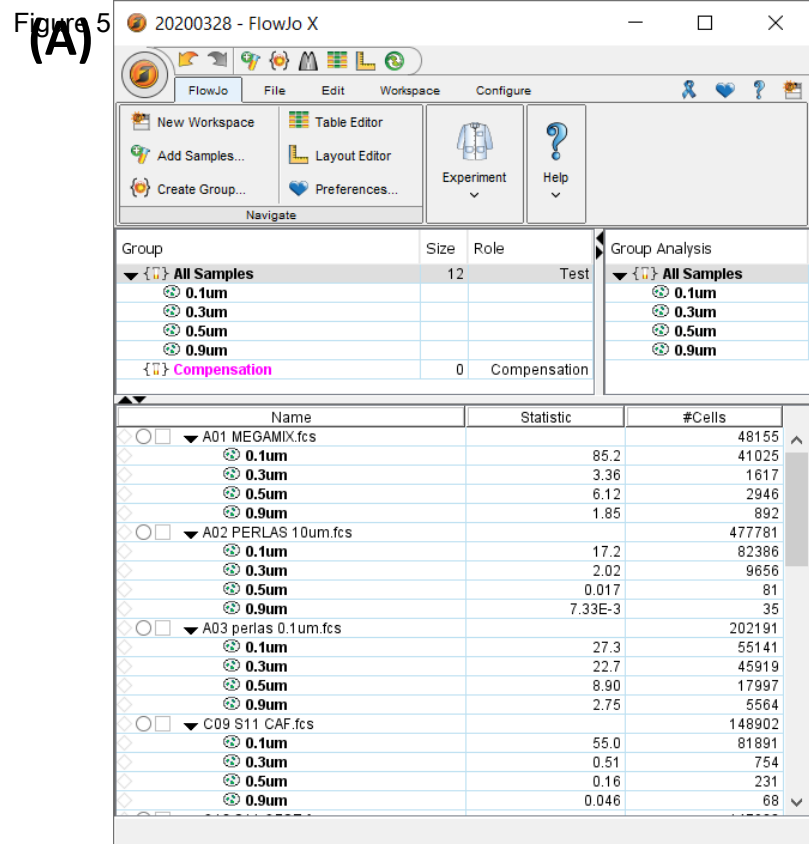 Figure 5
(A)
20200328 - FlowJo X
FlowJo File Edit Workspace Configure
New Workspace Table Editor
Add Samples... Layout Editor
Create Group... Preferences...
Experiment Help
Navigate
Group Size Role Group Analysis
All Samples 12 Test All Samples
0.1um 0.1um
0.3um 0.3um
0.5um 0.5um
0.9um 0.9um
Compensation 0 Compensation
Name Statistic #Cells
A01 MEGAMIX.fcs 48155
0.1um 85.2 41025
0.3um 3.36 1617
0.5um 6.12 2946
0.9um 1.85 892
A02 PERLAS 10um.fcs 477781
0.1um 17.2 82386
0.3um 2.02 9656
0.5um 0.017 81
0.9um 7.33E-3 35
A03 perlas 0.1um.fcs 202191
0.1um 27.3 55141
0.3um 22.7 45919
0.5um 8.90 17997
0.9um 2.75 5564
C09 S11 CAF.fcs 148902
0.1um 55.0 81891
0.3um 0.51 754
0.5um 0.16 231
0.9um 0.046 68